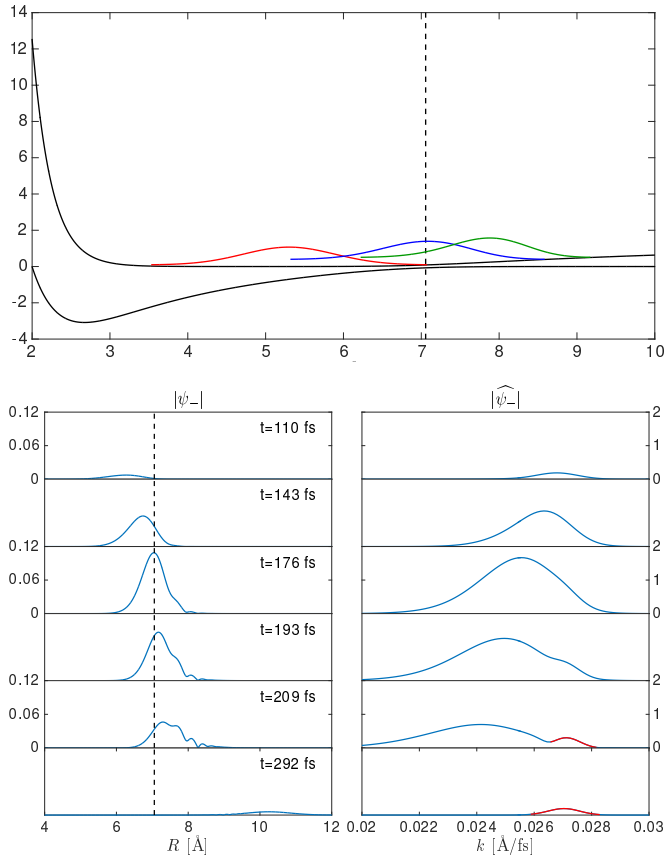 14
12
10
8
6
4
2
0
-2
-4
2 3 4 5 6 7 8 9 10
|ψ₋| |\widehat{ψ₋}|
0.12 2
t=110 fs
0.06 1
0 0
t=143 fs
0.12 2
t=176 fs
0.06 1
0 0
t=193 fs
0.12 2
t=209 fs
0.06 1
0 0
t=292 fs
4 6 8 10 12 0.02 0.022 0.024 0.026 0.028 0.03
R [Å] k [Å/fs]